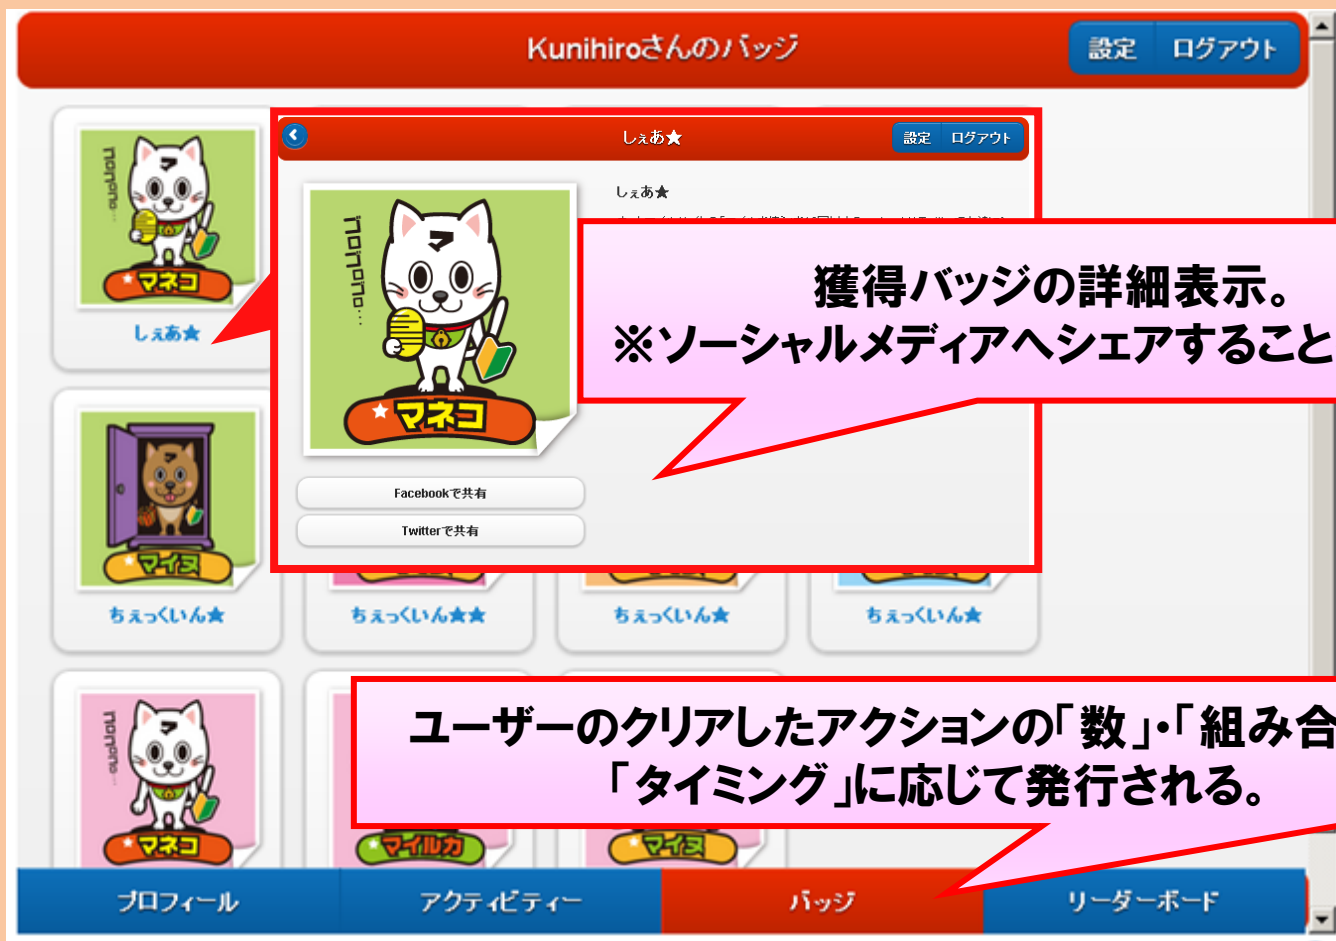 Kunihiroさんのバッジ
設定
ログアウト
しぇあ★
設定
ログアウト
しぇあ★
マネコ
しぇあ★
マネコ
獲得バッジの詳細表示。
※ソーシャルメディアへシェアすること
Facebookで共有
Twitterで共有
マイヌ
ちぇっくいん★
ちぇっくいん★★
ちぇっくいん★
ちぇっくいん★
ユーザーのクリアしたアクションの「数」・「組み合
「タイミング」に応じて発行される。
マネコ
マイルカ
マイヌ
プロフィール
アクティビティー
バッジ
リーダーボード